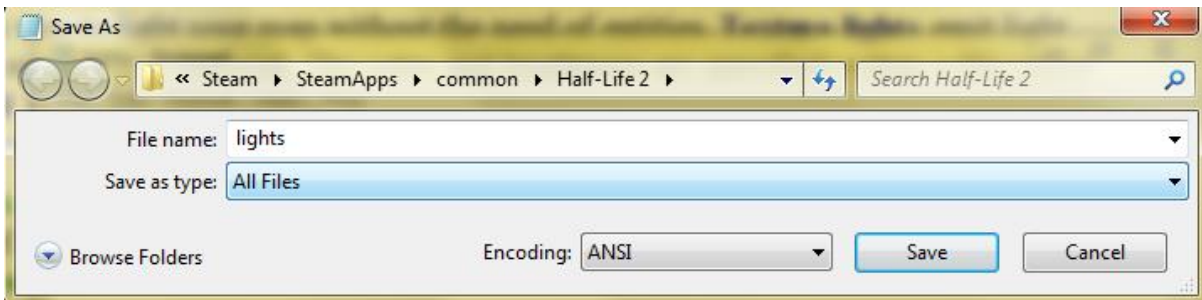 Save As
« Steam SteamApps common Half-Life 2 Search Half-Life 2
File name: lights
Save as type: All Files
Browse Folders Encoding: ANSI Save Cancel